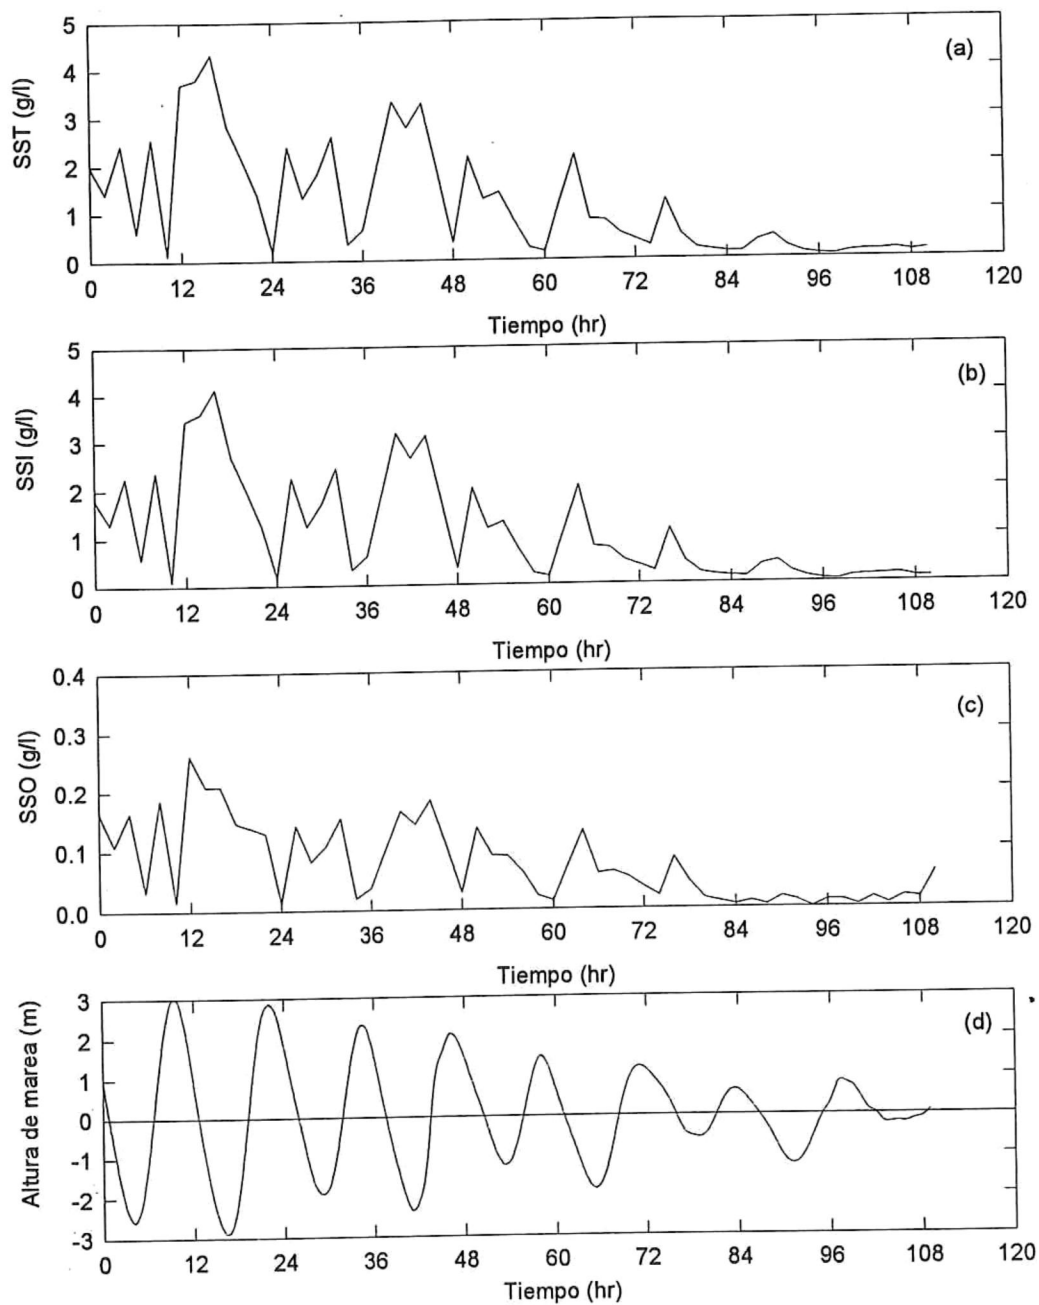 5
4
3
2
1
0
SST (g/l)
(a)
0 12 24 36 48 60 72 84 96 108 120
Tiempo (hr)
5
4
3
2
1
0
SSI (g/l)
(b)
0 12 24 36 48 60 72 84 96 108 120
Tiempo (hr)
0.4
0.3
0.2
0.1
0.0
SSO (g/l)
(c)
0 12 24 36 48 60 72 84 96 108 120
Tiempo (hr)
3
2
1
0
-1
-2
-3
Altura de marea (m)
(d)
0 12 24 36 48 60 72 84 96 108 120
Tiempo (hr)